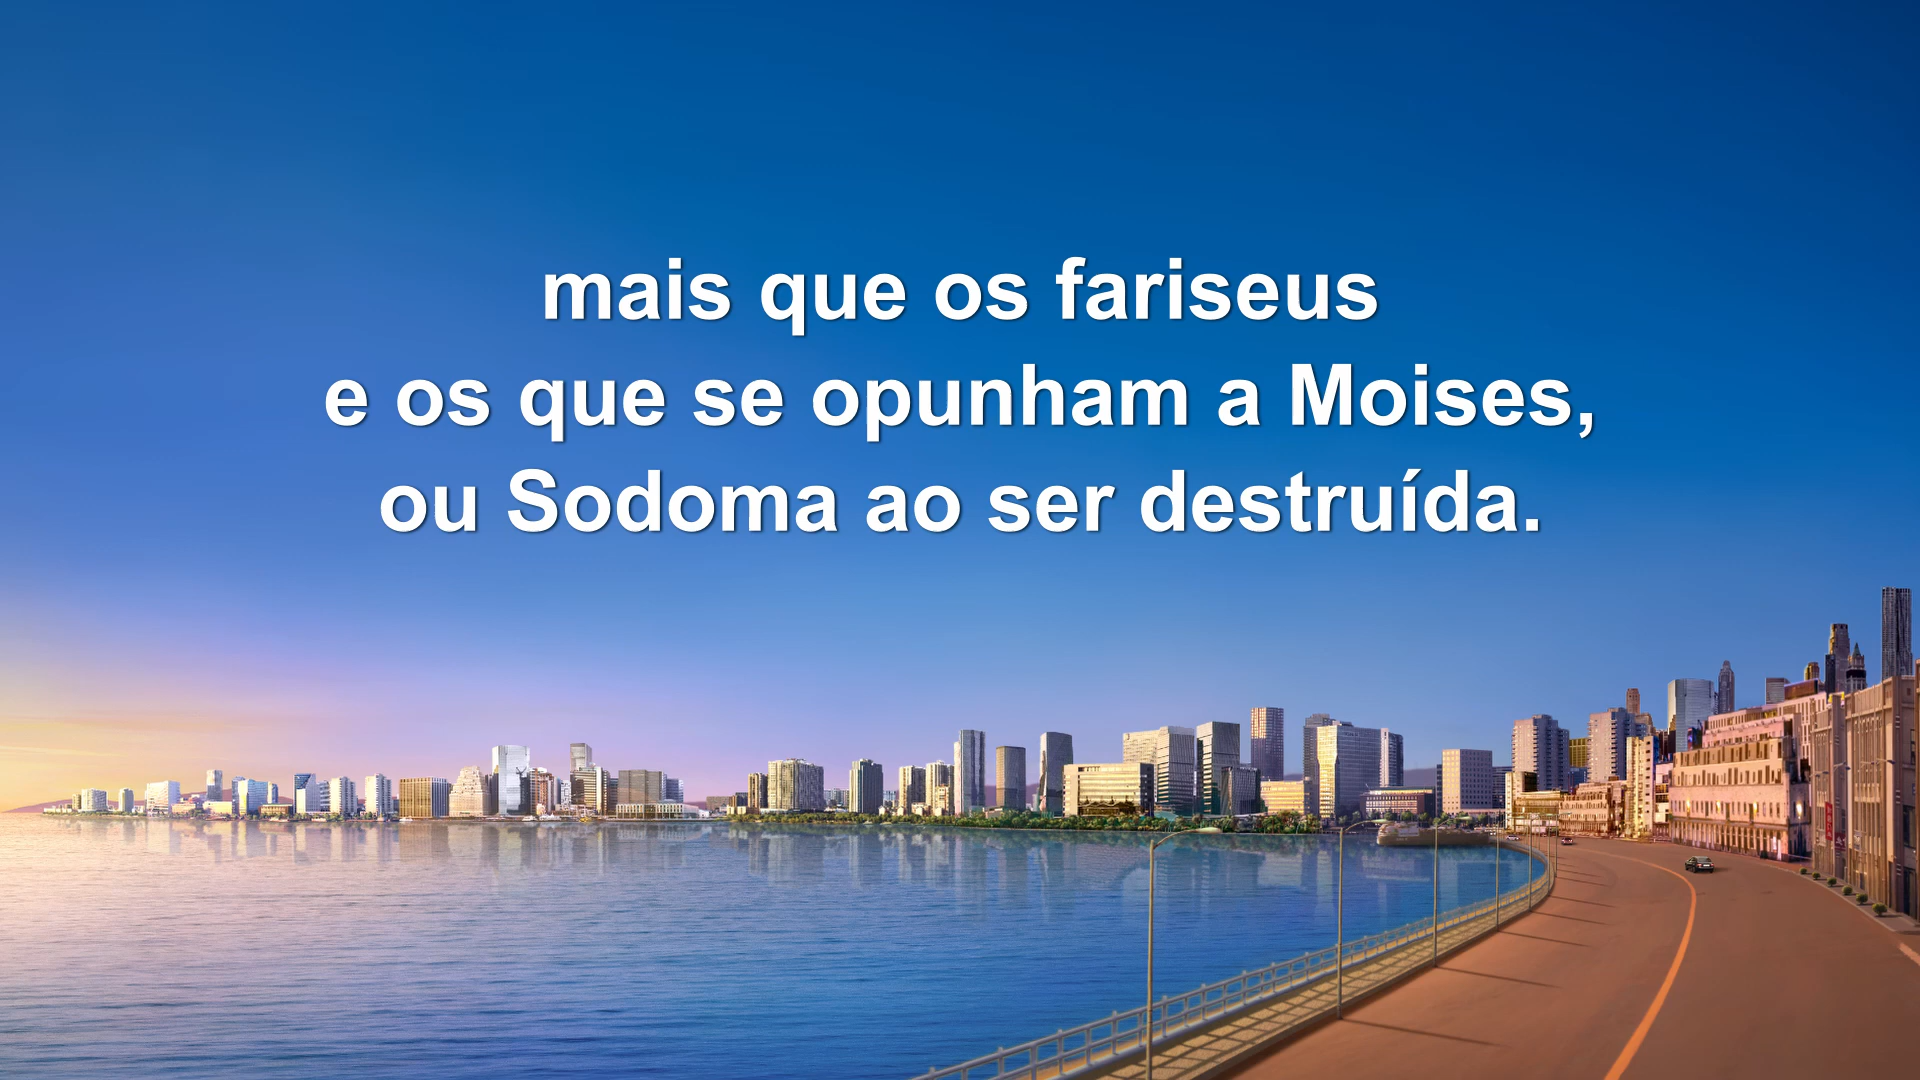 mais que os fariseus
e os que se opunham a Moises,
ou Sodoma ao ser destruída.